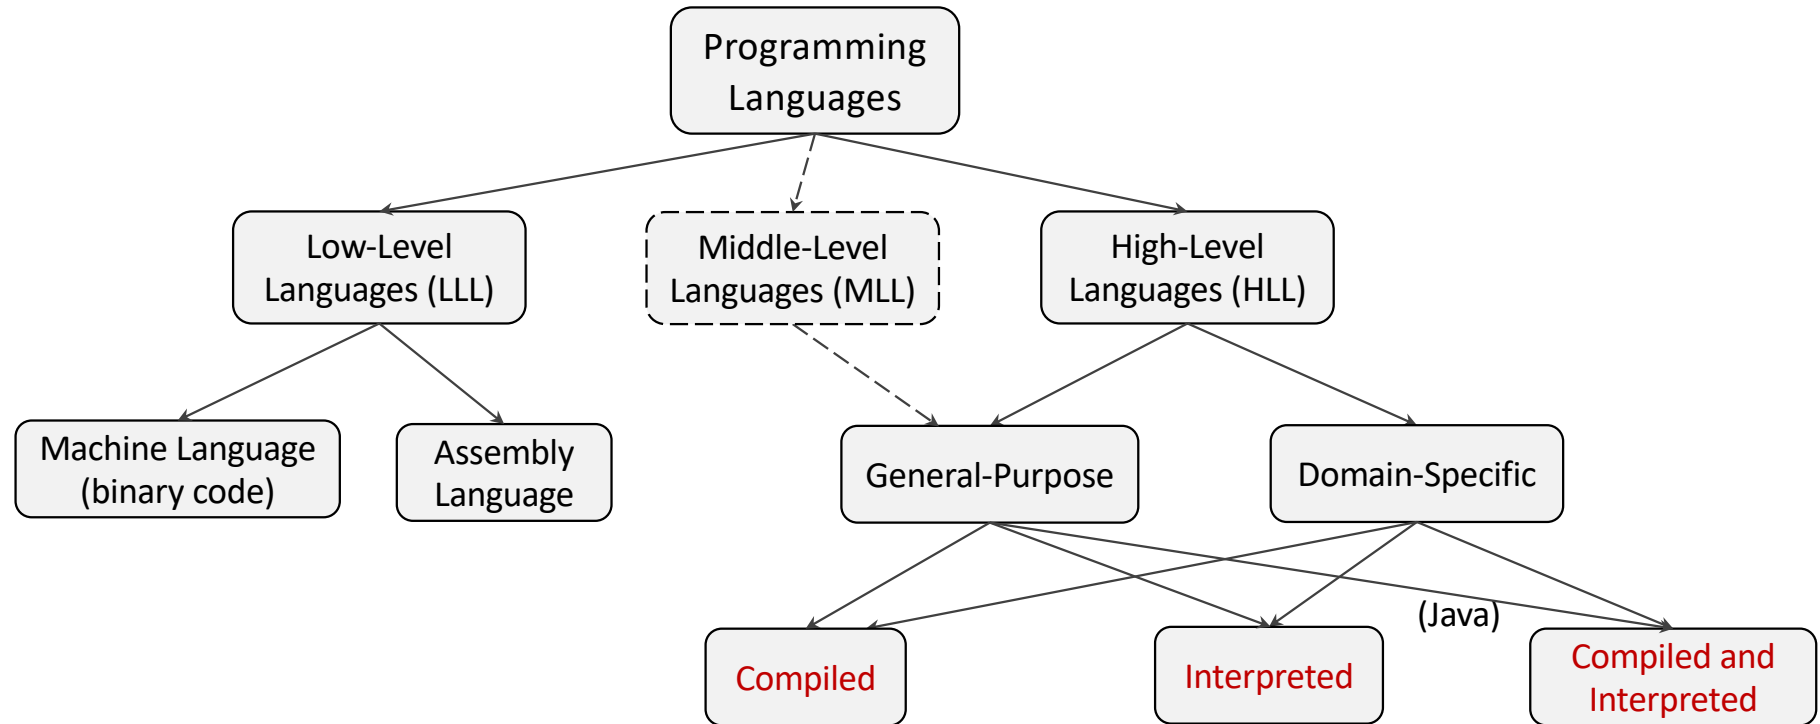 Programming
Languages
Low-Level
Languages (LLL)
Middle-Level
Languages (MLL)
High-Level
Languages (HLL)
Machine Language
(binary code)
Assembly
Language
General-Purpose
Domain-Specific
(Java)
Compiled
Interpreted
Compiled and
Interpreted